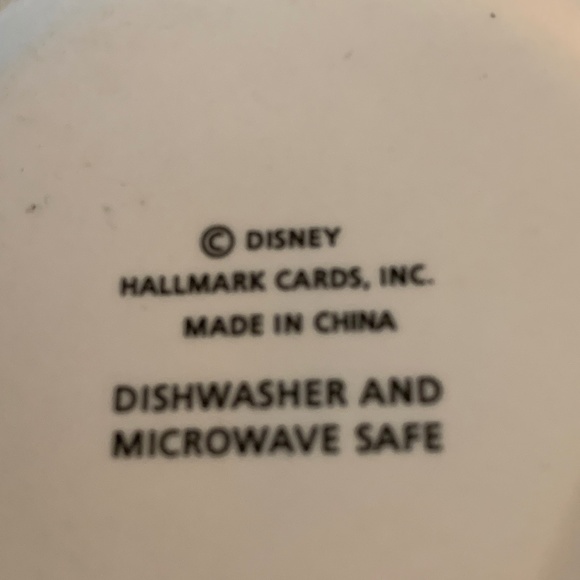 © DISNEY
HALLMARK CARDS, INC.
MADE IN CHINA
DISHWASHER AND
MICROWAVE SAFE